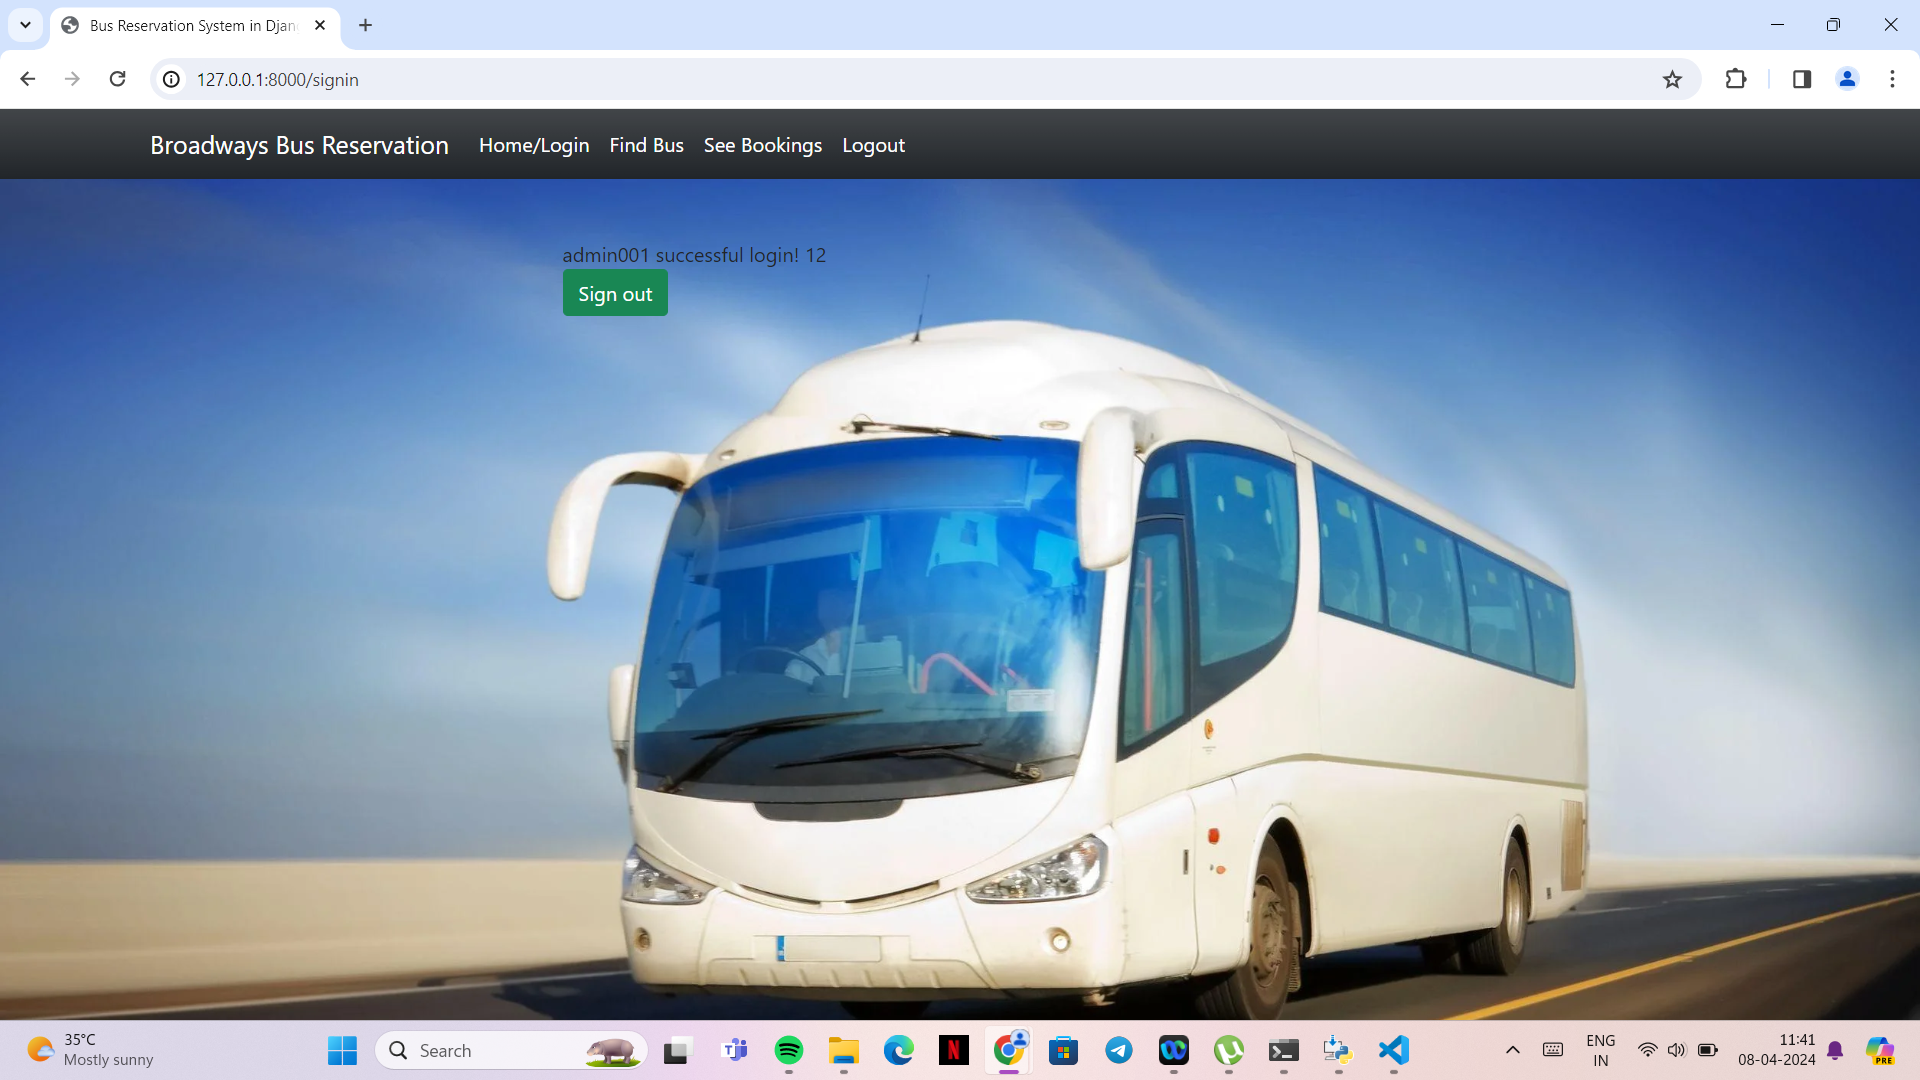 Bus Reservation System in Djan
127.0.0.1:8000/signin
Broadways Bus Reservation Home/Login Find Bus See Bookings Logout
admin001 successful login! 12
Sign out
35°C
Mostly sunny
Search
N
ENG
IN
11:41
08-04-2024
PRE